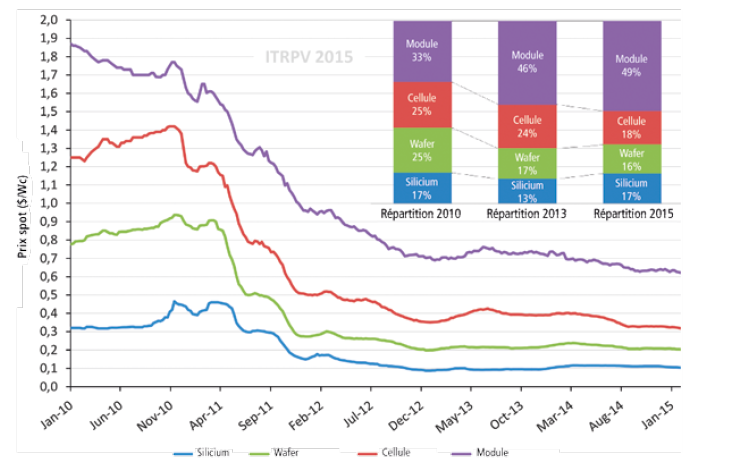 2,0
1,9
1,8
1,7
1,6
1,5
1,4
1,3
1,2
1,1
1,0
0,9
0,8
0,7
0,6
0,5
0,4
0,3
0,2
0,1
0,0
Prix spot ($/Wc)
ITRPV 2015
Module
33%
Cellule
25%
Wafer
25%
Silicium
17%
Répartition 2010
Module
46%
Cellule
24%
Wafer
17%
Silicium
13%
Répartition 2013
Module
49%
Cellule
18%
Wafer
16%
Silicium
17%
Répartition 2015
Jan-10
Jun-10
Nov-10
Apr-11
Sep-11
Feb-12
Jul-12
Dec-12
May-13
Oct-13
Mar-14
Aug-14
Jan-15
Silicium
Wafer
Cellule
Module